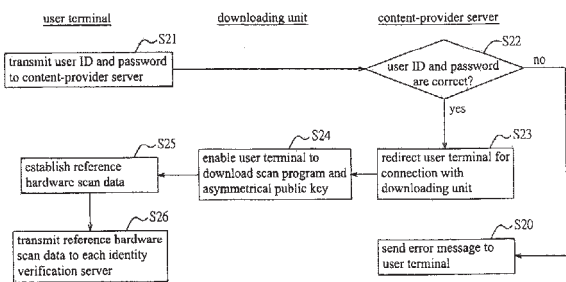 user terminal
downloading unit
content-provider server
S21
transmit user ID and password
to content-provider server
S22
user ID and password
are correct?
no
yes
S23
redirect user terminal for
connection with
downloading unit
S24
enable user terminal to
download scan program and
asymmetrical public key
S25
establish reference
hardware scan data
S26
transmit reference hardware
scan data to each identity
verification server
S20
send error message to
user terminal